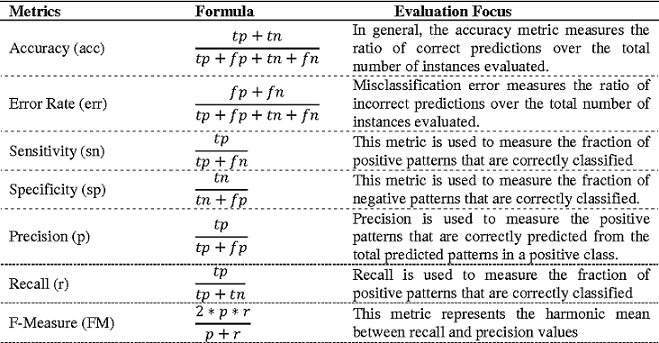 Metrics Formula Evaluation Focus
Accuracy (acc)
tp + tn
tp + fp + tn + fn
In general, the accuracy metric measures the
ratio of correct predictions over the total
number of instances evaluated.
Error Rate (err)
fp + fn
tp + fp + tn + fn
Misclassification error measures the ratio of
incorrect predictions over the total number of
instances evaluated.
Sensitivity (sn)
tp
tp + fn
This metric is used to measure the fraction of
positive patterns that are correctly classified
Specificity (sp)
tn
tn + fp
This metric is used to measure the fraction of
negative patterns that are correctly classified.
Precision (p)
tp
tp + fp
Precision is used to measure the positive
patterns that are correctly predicted from the
total predicted patterns in a positive class.
Recall (r)
tp
tp + tn
Recall is used to measure the fraction of
positive patterns that are correctly classified
F-Measure (FM)
2 * p * r
p + r
This metric represents the harmonic mean
between recall and precision values